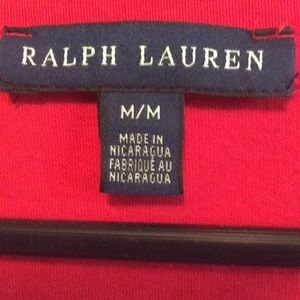 RALPH LAUREN
M/M
MADE IN
NICARAGUA
FABRIQUÉ AU
NICARAGUA